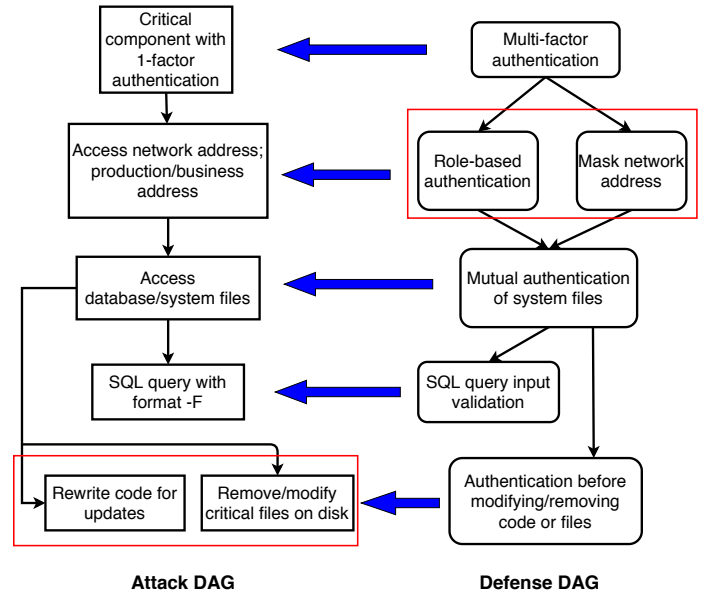 Critical
component with
1-factor
authentication
Multi-factor
authentication
Access network address;
production/business
address
Role-based
authentication
Mask network
address
Access
database/system files
Mutual authentication
of system files
SQL query with
format -F
SQL query input
validation
Rewrite code for
updates
Remove/modify
critical files on disk
Authentication before
modifying/removing
code or files
Attack DAG
Defense DAG